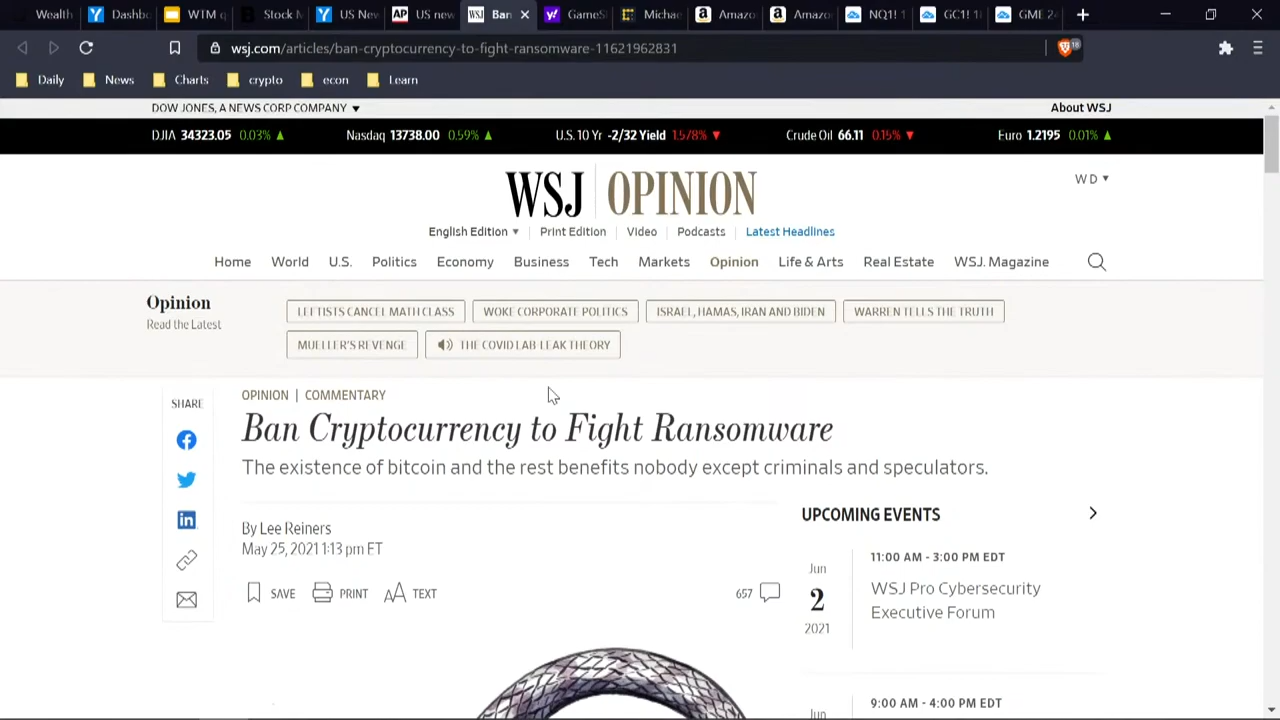 Wealth
Dashbo
WTM q
Stock M
US Nev
US new
Ban
GameS
Michae
Amazo
Amazo
NQ1! 1
GC1! 1
GME 24
wsj.com/articles/ban-cryptocurrency-to-fight-ransomware-11621962831
18
Daily News Charts crypto econ Learn
DOW JONES, A NEWS CORP COMPANY
About WSJ
DJIA 34323.05 0.03% Nasdaq 13738.00 0.59% U.S. 10 Yr -2/32 Yield 1.578% Crude Oil 66.11 0.15% Euro 1.2195 0.01%
WSJ OPINION
W D
English Edition Print Edition Video Podcasts Latest Headlines
Home World U.S. Politics Economy Business Tech Markets Opinion Life & Arts Real Estate WSJ. Magazine
Opinion
Read the Latest
LEFTISTS CANCEL MATH CLASS WOKE CORPORATE POLITICS ISRAEL, HAMAS, IRAN AND BIDEN WARREN TELLS THE TRUTH
MUELLER'S REVENGE THE COVID LAB-LEAK THEORY
SHARE
OPINION | COMMENTARY
Ban Cryptocurrency to Fight Ransomware
The existence of bitcoin and the rest benefits nobody except criminals and speculators.
By Lee Reiners
May 25, 2021 1:13 pm ET
SAVE PRINT AA TEXT 657
UPCOMING EVENTS
Jun
2
2021
11:00 AM - 3:00 PM EDT
WSJ Pro Cybersecurity
Executive Forum
Jun
9:00 AM - 4:00 PM EDT